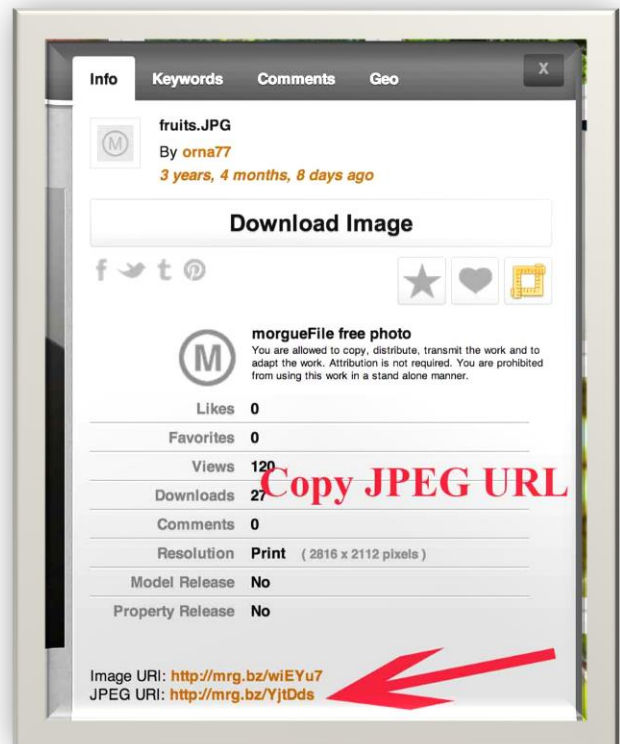 Info Keywords Comments Geo X
M
fruits.JPG
By orna77
3 years, 4 months, 8 days ago
Download Image
f t
M
morgueFile free photo
You are allowed to copy, distribute, transmit the work and to
adapt the work. Attribution is not required. You are prohibited
from using this work in a stand alone manner.
Likes 0
Favorites 0
Views 120
Copy JPEG URL
Downloads 27
Comments 0
Resolution Print ( 2816 x 2112 pixels )
Model Release No
Property Release No
Image URI: http://mrg.bz/wiEYu7
JPEG URI: http://mrg.bz/YjtDds